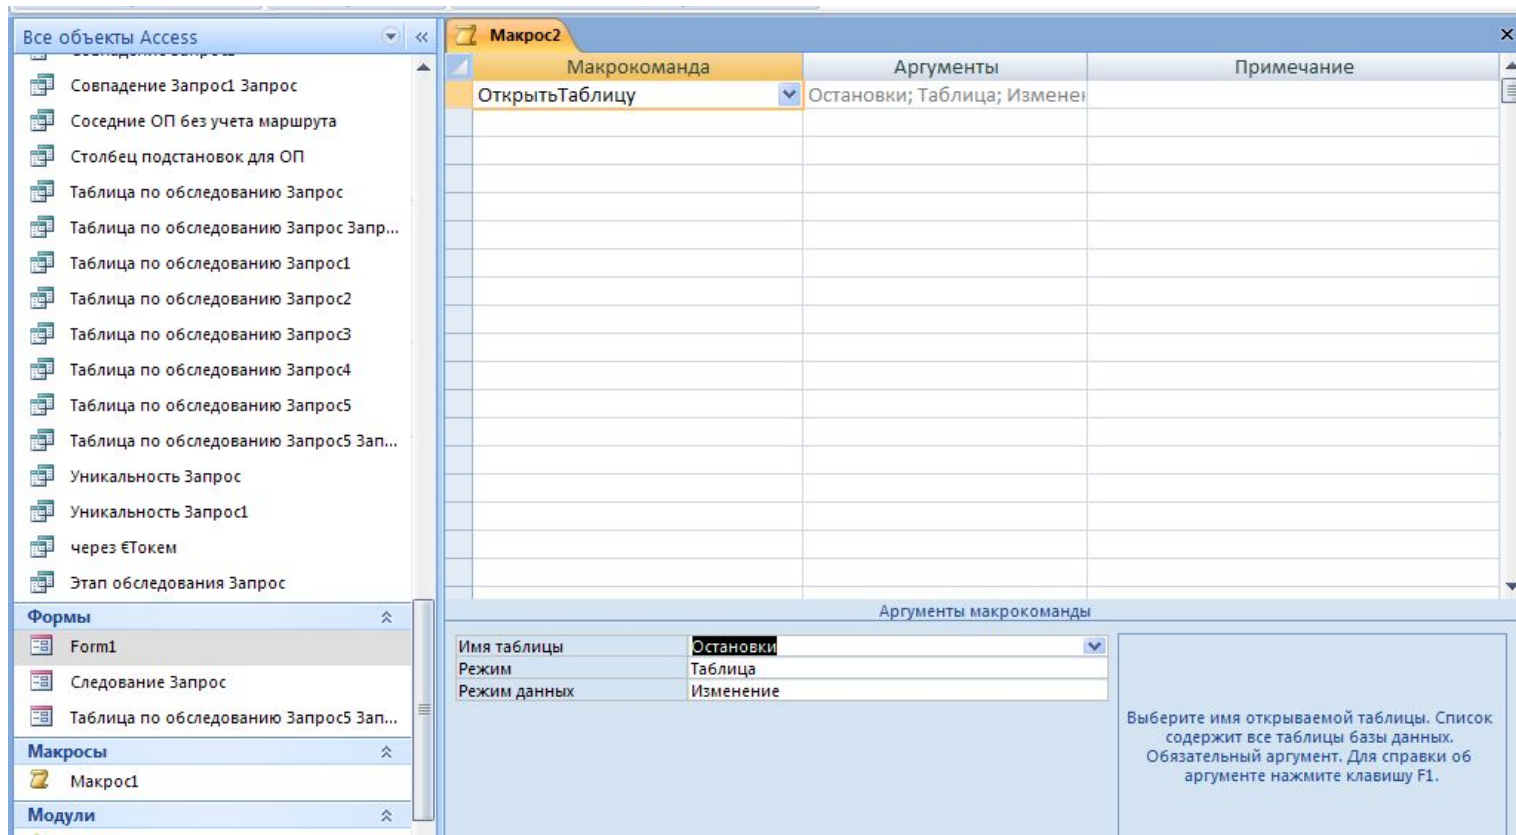 Все объекты Access
Совпадение Запрос1 Запрос
Соседние ОП без учета маршрута
Столбец подстановок для ОП
Таблица по обследованию Запрос
Таблица по обследованию Запрос Запр...
Таблица по обследованию Запрос1
Таблица по обследованию Запрос2
Таблица по обследованию Запрос3
Таблица по обследованию Запрос4
Таблица по обследованию Запрос5
Таблица по обследованию Запрос5 Зап...
Уникальность Запрос
Уникальность Запрос1
через €Токем
Этап обследования Запрос
Формы
Form1
Следование Запрос
Таблица по обследованию Запрос5 Зап...
Макросы
Макрос1
Модули
Макрос2
Макрокоманда Аргументы Примечание
ОткрытьТаблицу Остановки; Таблица; Изменен
Аргументы макрокоманды
Имя таблицы Остановки
Режим Таблица
Режим данных Изменение
Выберите имя открываемой таблицы. Список
содержит все таблицы базы данных.
Обязательный аргумент. Для справки об
аргументе нажмите клавишу F1.